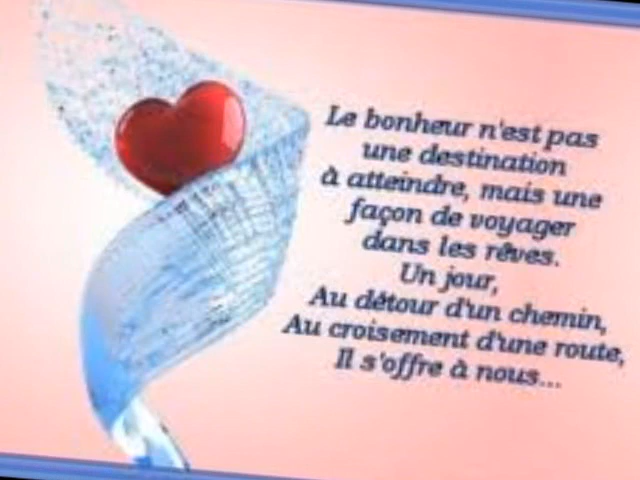 Le bonheur n'est pas
une destination
à atteindre, mais une
façon de voyager
dans les rêves.
Un jour,
Au détour d'un chemin,
Au croisement d'une route,
Il s'offre à nous...